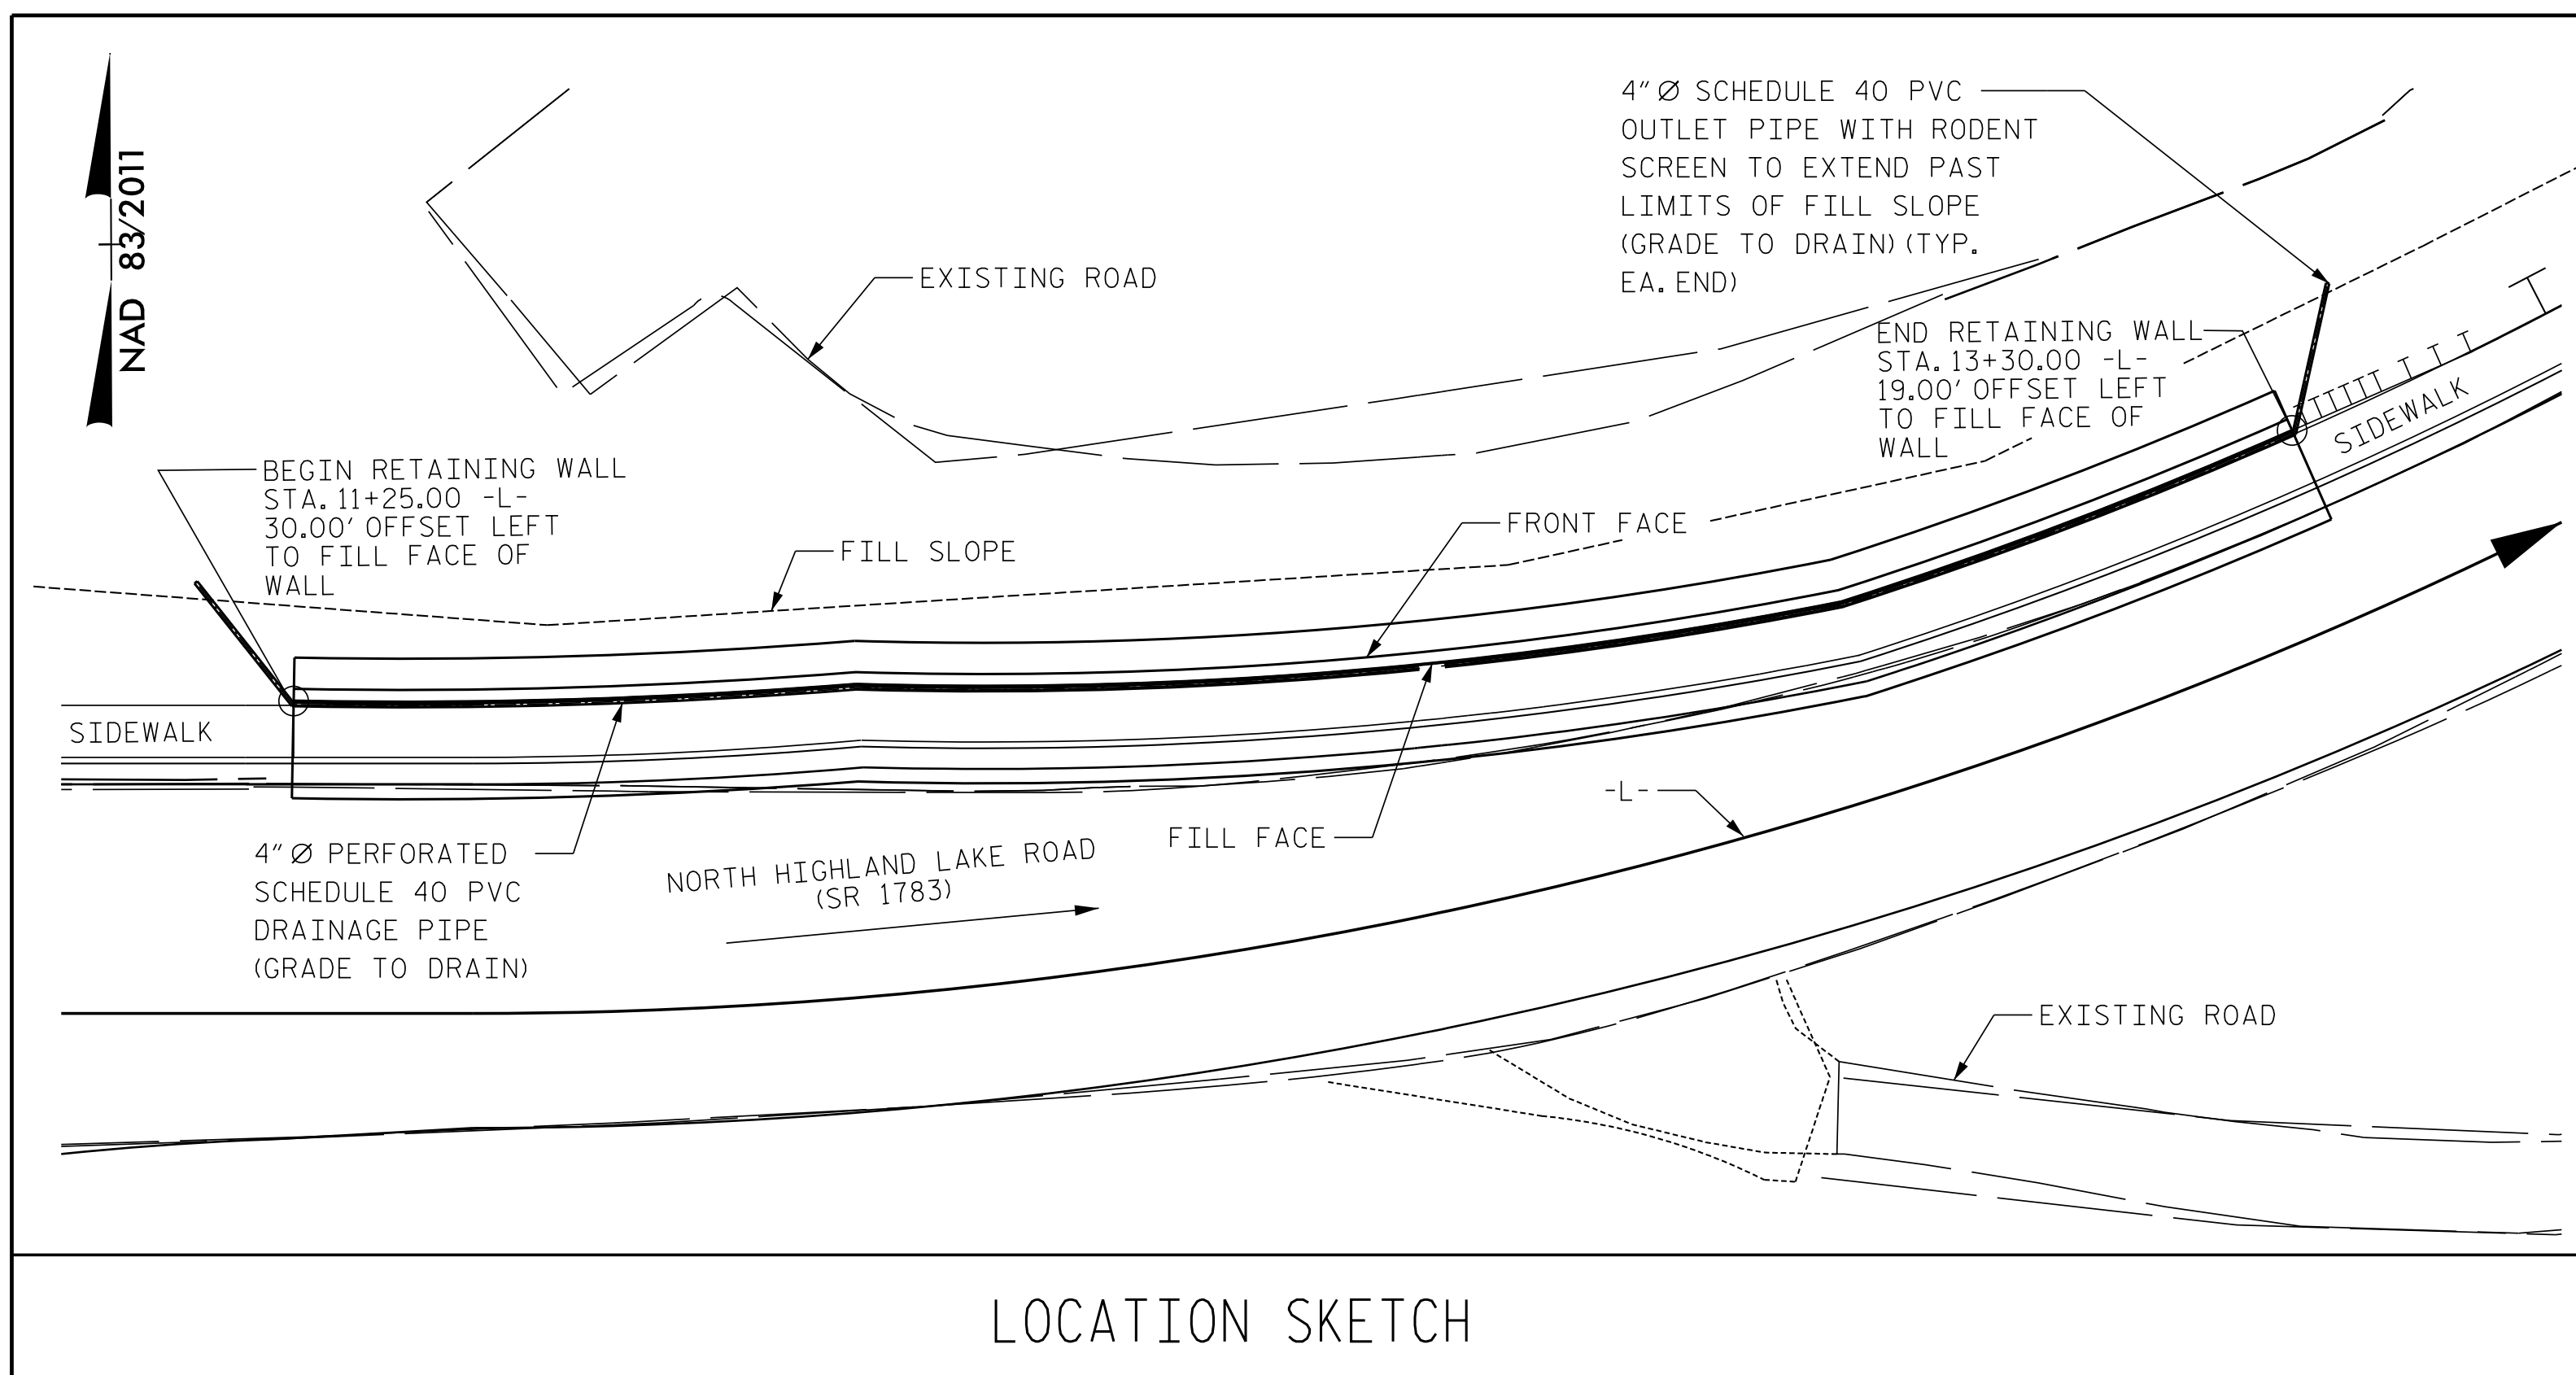 NAD 83/2011
4"Ø SCHEDULE 40 PVC
OUTLET PIPE WITH RODENT
SCREEN TO EXTEND PAST
LIMITS OF FILL SLOPE
(GRADE TO DRAIN)(TYP.
EA. END)
EXISTING ROAD
END RETAINING WALL
STA. 13+30.00 -L-
19.00' OFFSET LEFT
TO FILL FACE OF
WALL
SIDEWALK
BEGIN RETAINING WALL
STA. 11+25.00 -L-
30.00' OFFSET LEFT
TO FILL FACE OF
WALL
FILL SLOPE
FRONT FACE
SIDEWALK
4"Ø PERFORATED
SCHEDULE 40 PVC
DRAINAGE PIPE
(GRADE TO DRAIN)
NORTH HIGHLAND LAKE ROAD
(SR 1783)
FILL FACE
-L-
EXISTING ROAD
LOCATION SKETCH